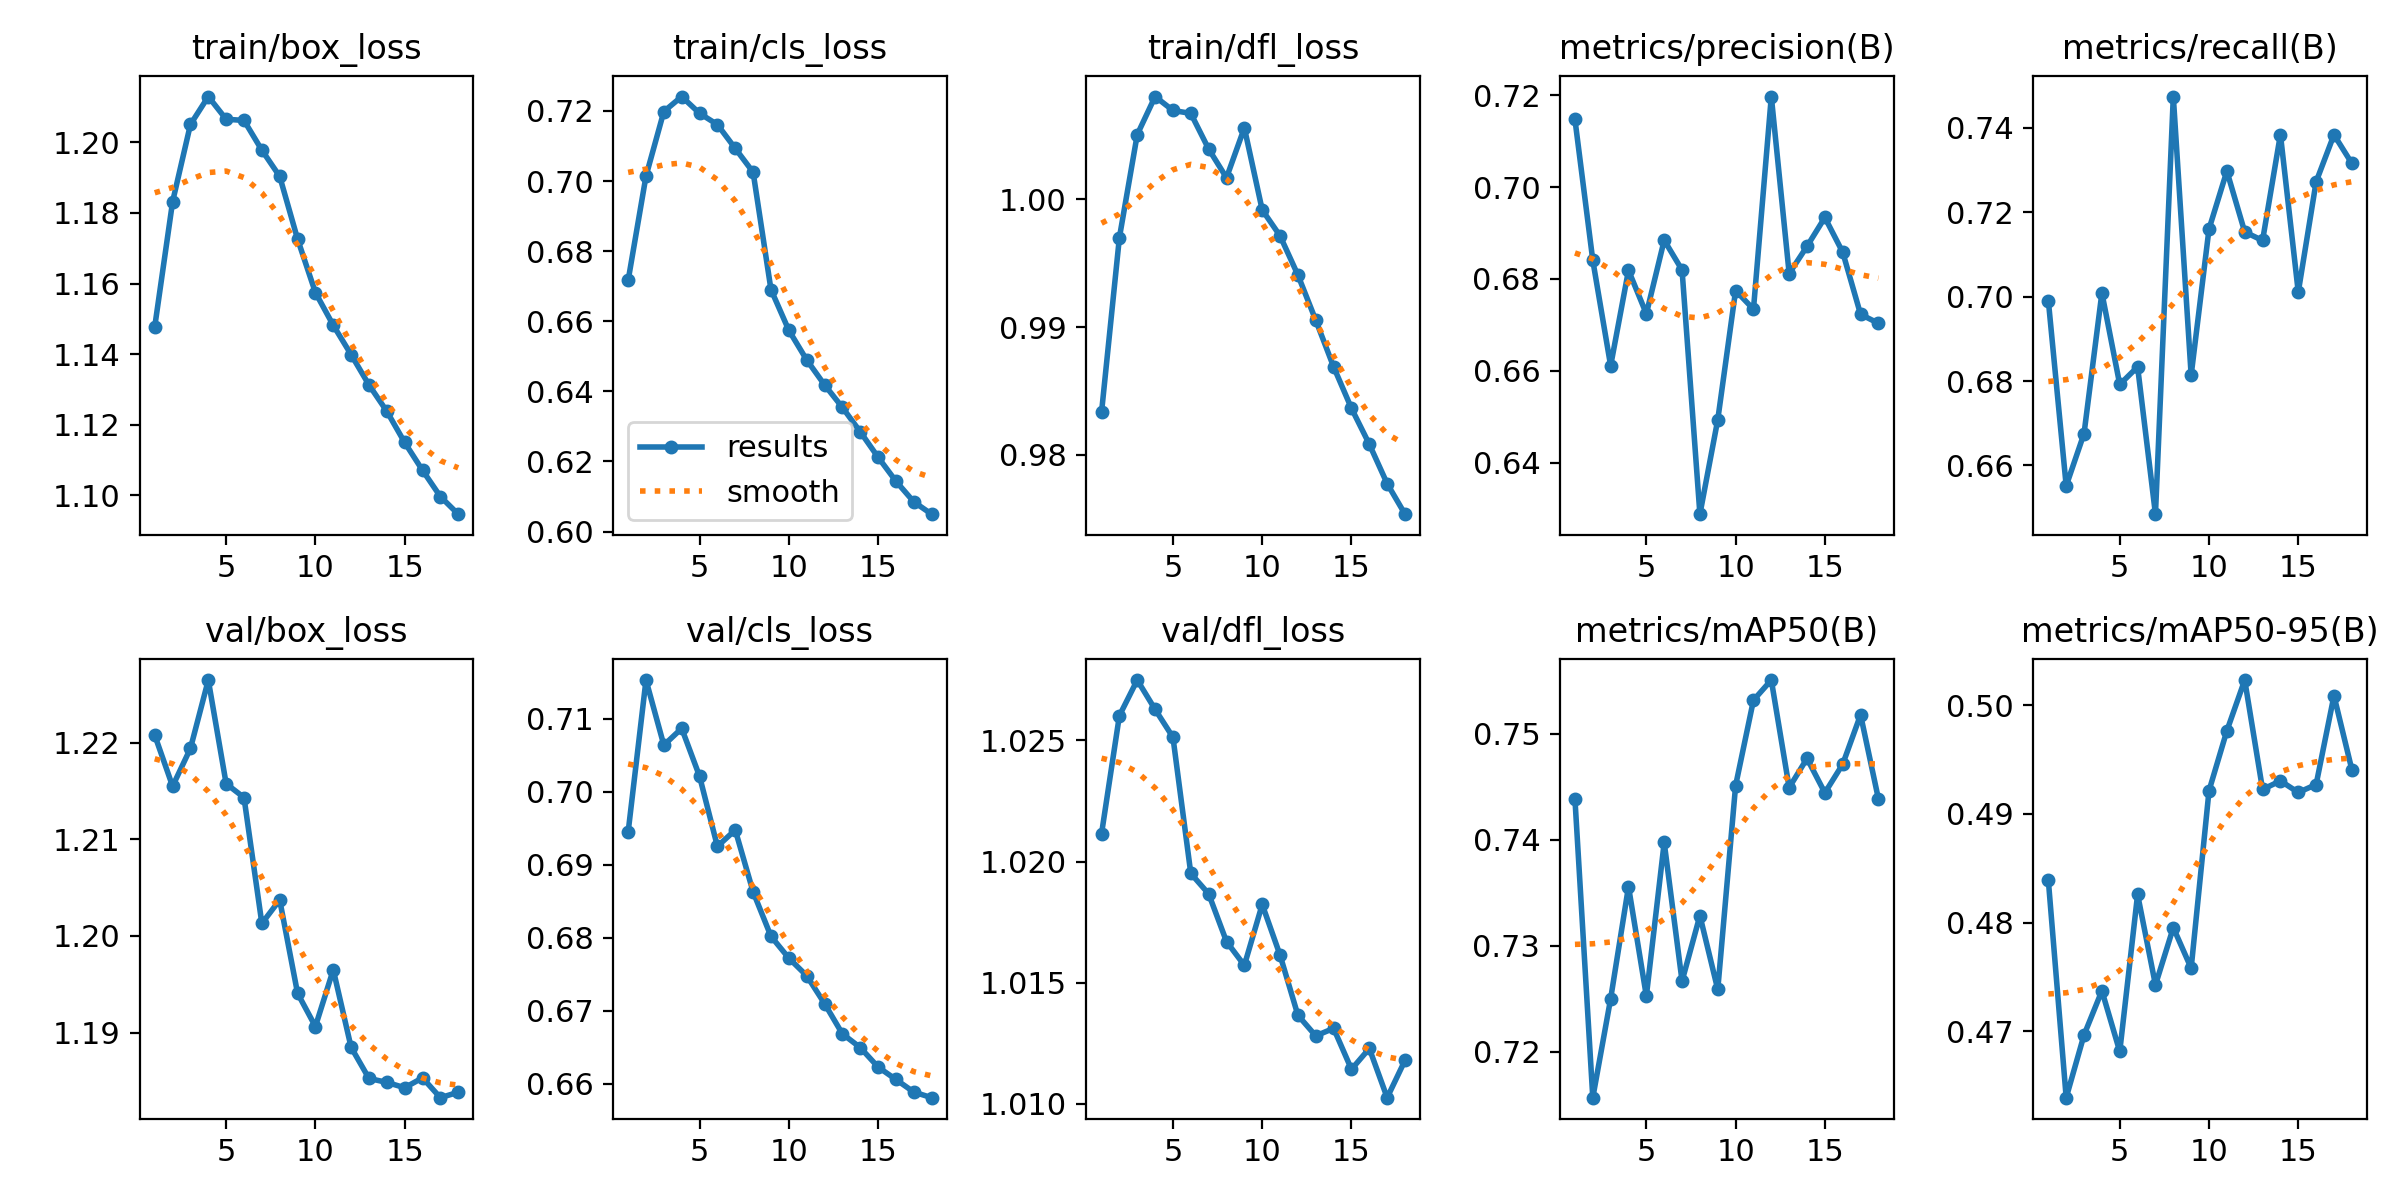 train/box_loss
1.20
1.18
1.16
1.14
1.12
1.10
5 10 15
train/cls_loss
0.72
0.70
0.68
0.66
0.64
0.62
0.60
results
smooth
5 10 15
train/dfl_loss
1.00
0.99
0.98
5 10 15
metrics/precision(B)
0.72
0.70
0.68
0.66
0.64
5 10 15
metrics/recall(B)
0.74
0.72
0.70
0.68
0.66
5 10 15
val/box_loss
1.22
1.21
1.20
1.19
5 10 15
val/cls_loss
0.71
0.70
0.69
0.68
0.67
0.66
5 10 15
val/dfl_loss
1.025
1.020
1.015
1.010
5 10 15
metrics/mAP50(B)
0.75
0.74
0.73
0.72
5 10 15
metrics/mAP50-95(B)
0.50
0.49
0.48
0.47
5 10 15